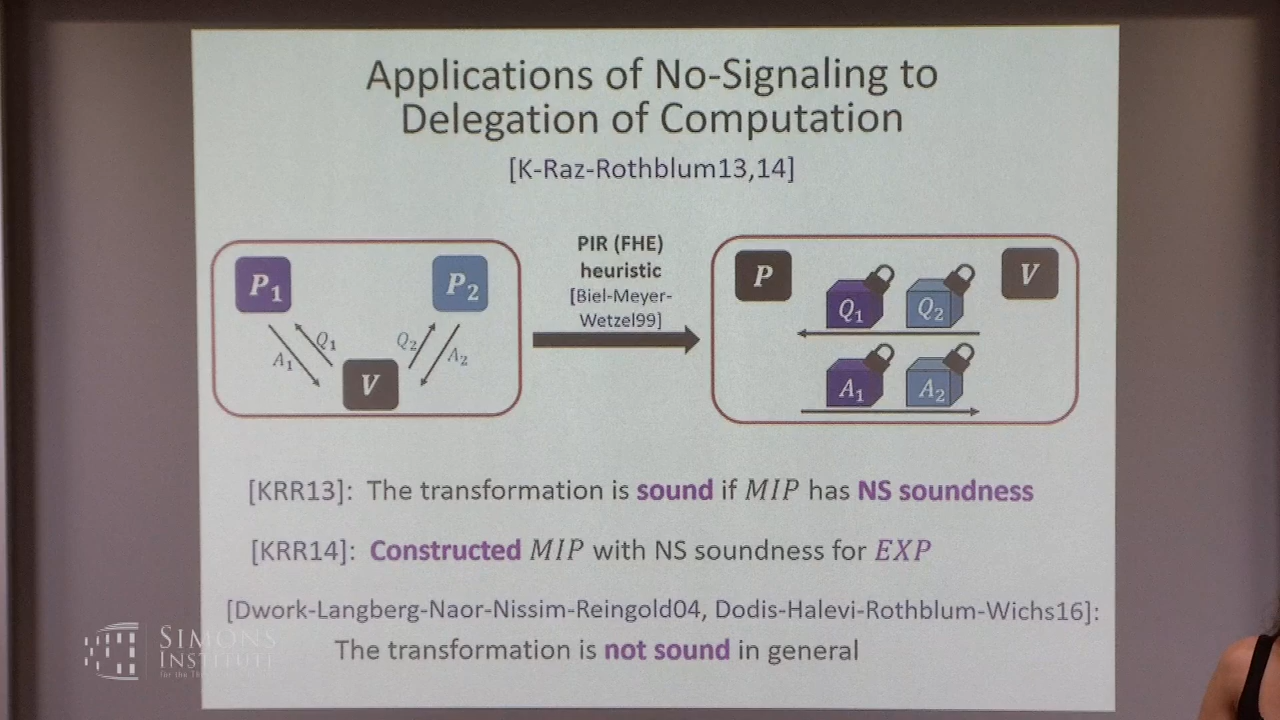 Applications of No-Signaling to
Delegation of Computation
[K-Raz-Rothblum13,14]
P₁
P₂
Q₁
A₁
Q₂
A₂
V
PIR (FHE)
heuristic
[Biel-Meyer-
Wetzel99]
P
V
Q₁
Q₂
A₁
A₂
[KRR13]: The transformation is sound if MIP has NS soundness
[KRR14]: Constructed MIP with NS soundness for EXP
[Dwork-Langberg-Naor-Nissim-Reingold04, Dodis-Halevi-Rothblum-Wichs16]:
The transformation is not sound in general
SIMONS
INSTITUTE
for the